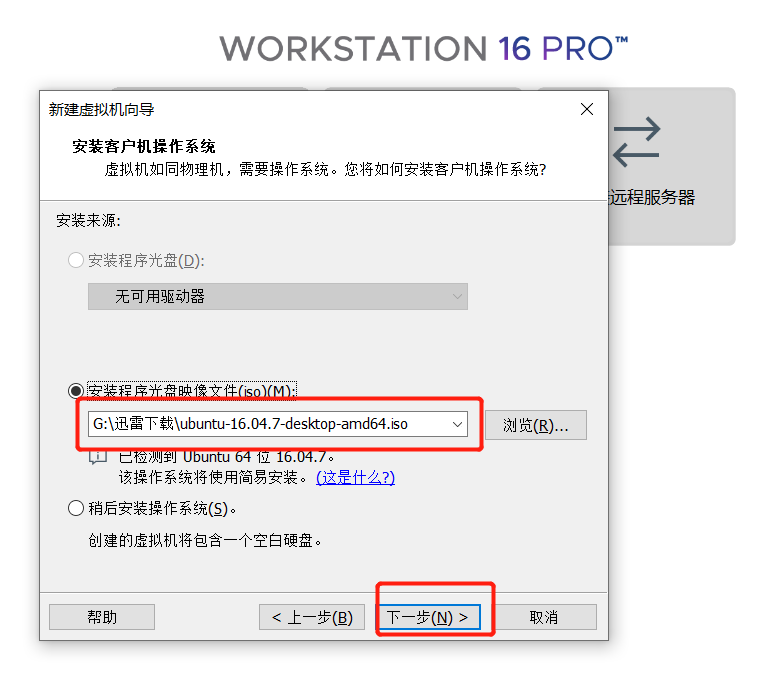 WORKSTATION 16 PRO™
新建虚拟机向导
安装客户机操作系统
虚拟机如同物理机，需要操作系统。您将如何安装客户机操作系统?
远程服务器
安装来源:
安装程序光盘(D):
无可用驱动器
安装程序光盘映像文件(iso)(M):
G:\迅雷下载\ubuntu-16.04.7-desktop-amd64.iso
浏览(R)...
已检测到 Ubuntu 64 位 16.04.7。
该操作系统将使用简易安装。(这是什么?)
稍后安装操作系统(S)。
创建的虚拟机将包含一个空白硬盘。
帮助
< 上一步(B)
下一步(N) >
取消